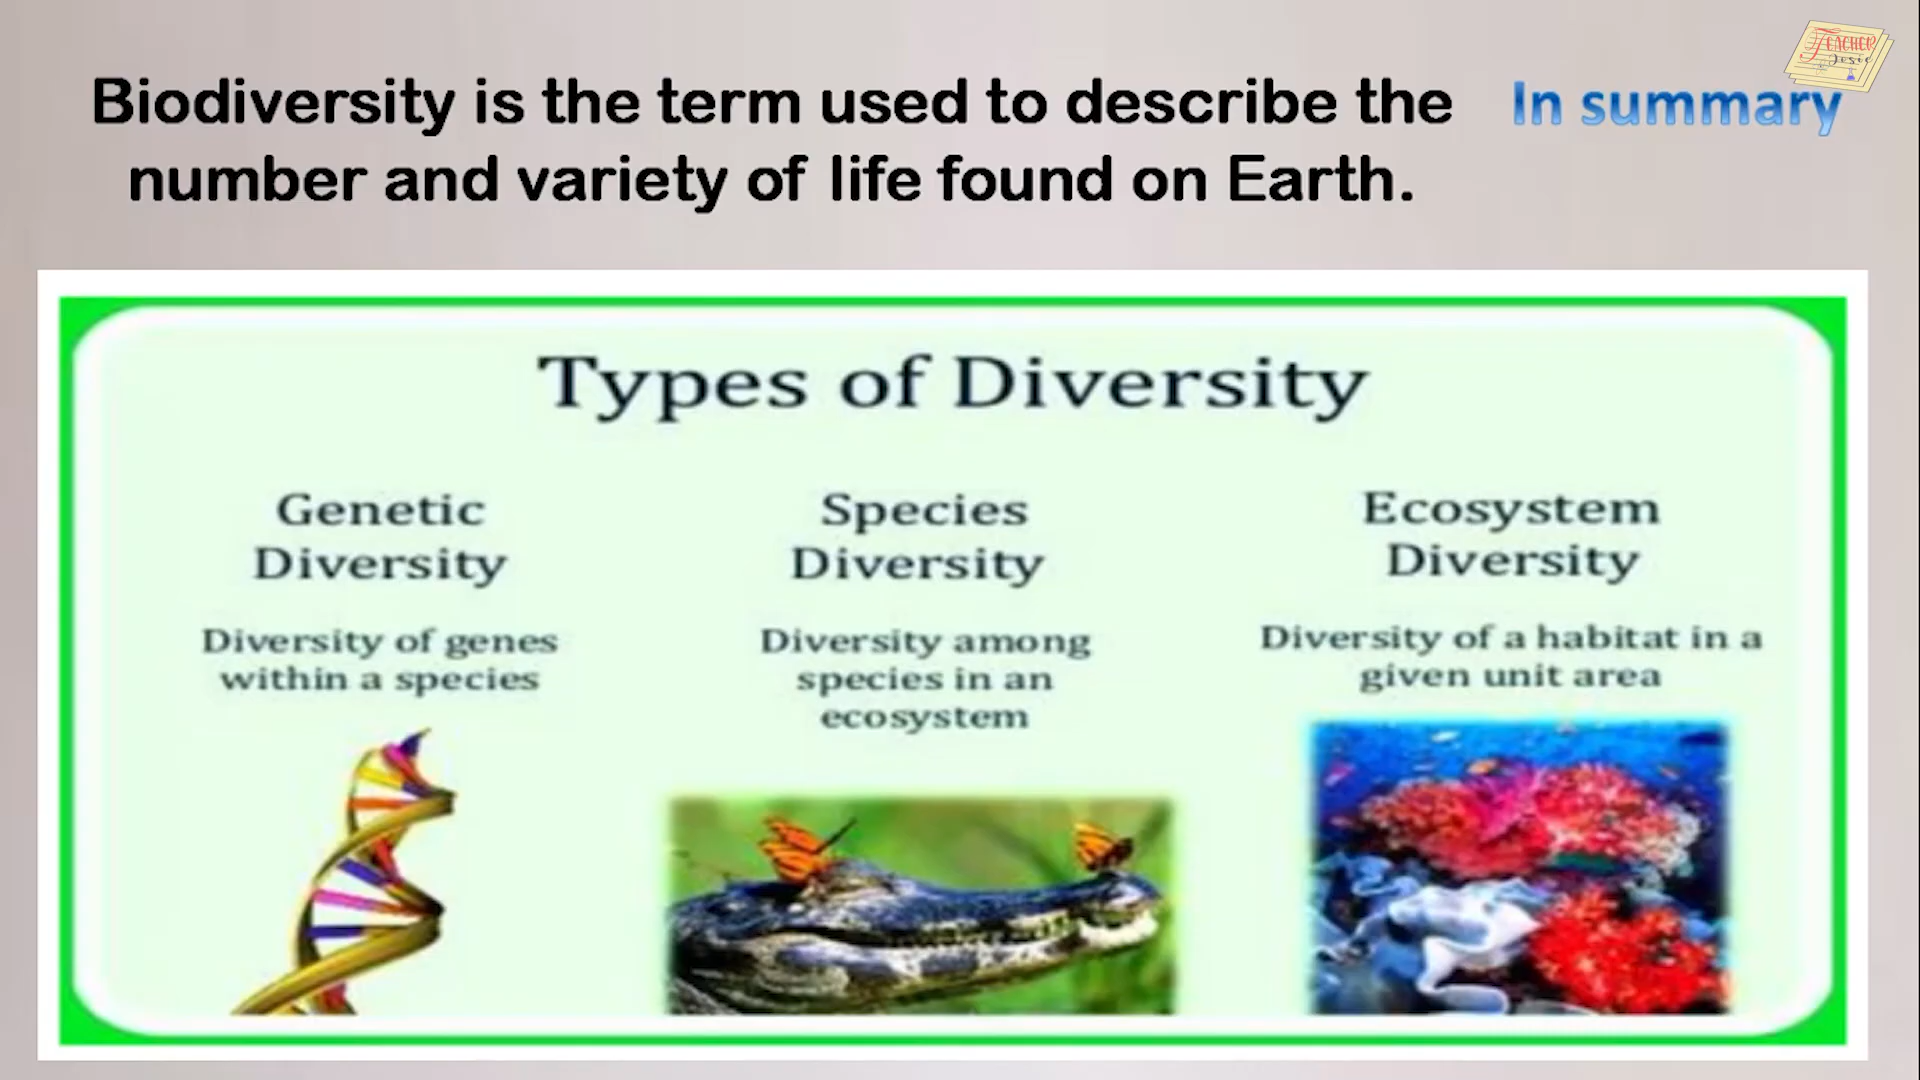 Biodiversity is the term used to describe the
number and variety of life found on Earth.
In summary
TEACHER
Josie
Types of Diversity
Genetic
Diversity
Diversity of genes
within a species
Species
Diversity
Diversity among
species in an
ecosystem
Ecosystem
Diversity
Diversity of a habitat in a
given unit area